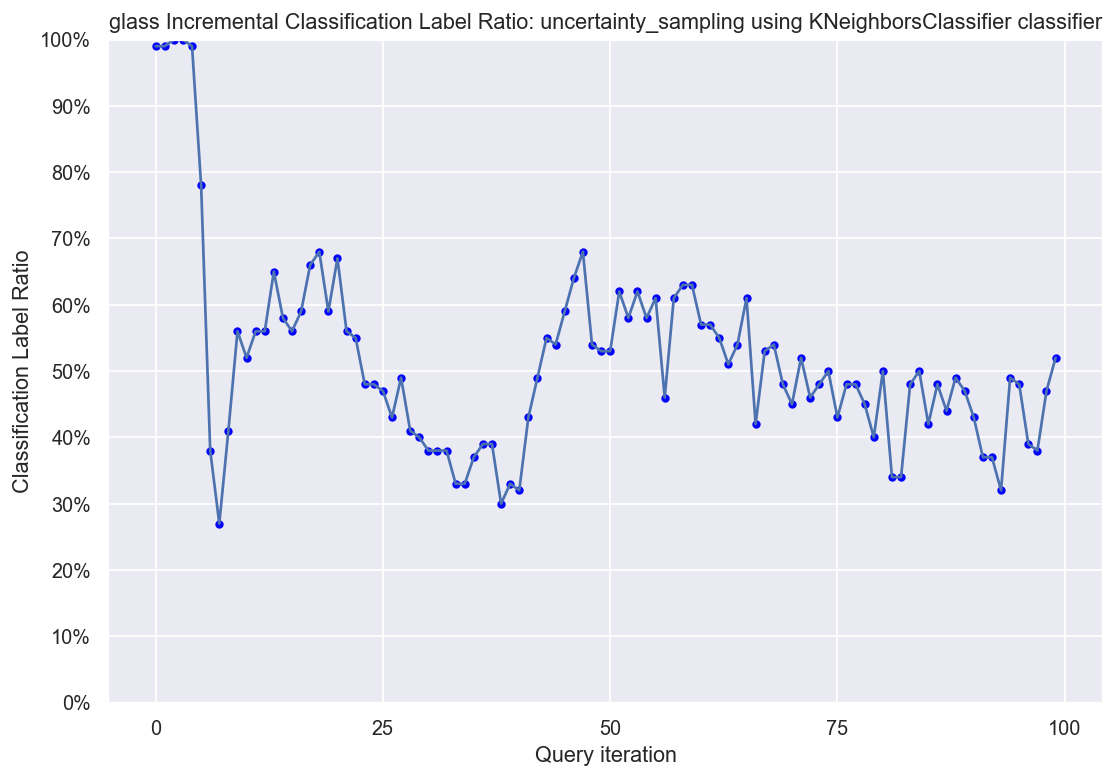 glass Incremental Classification Label Ratio: uncertainty_sampling using KNeighborsClassifier classifier
100%
90%
80%
70%
60%
50%
40%
30%
20%
10%
0%
Classification Label Ratio
0 25 50 75 100
Query iteration